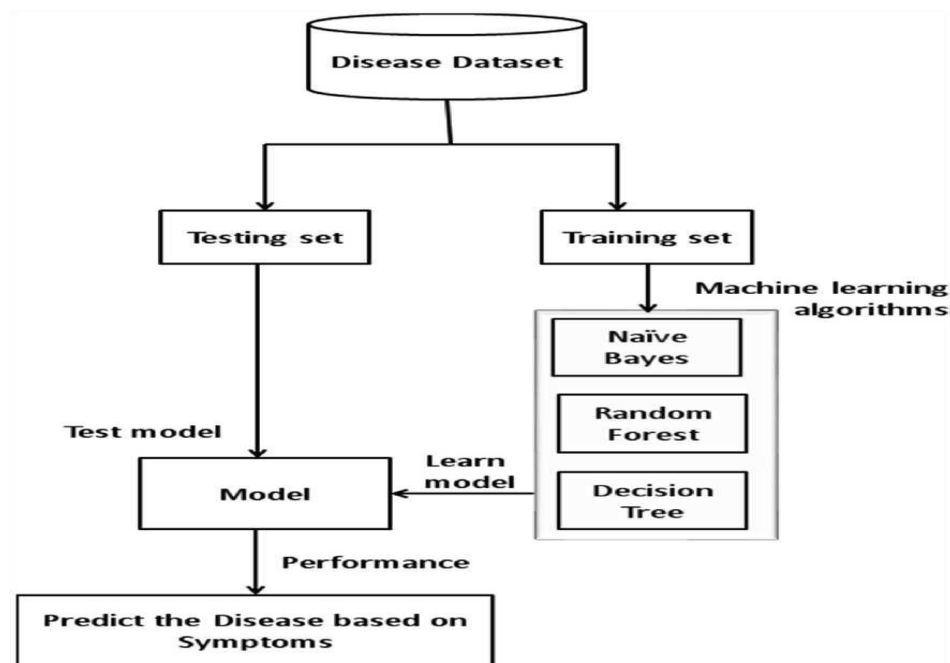 Disease Dataset
Testing set
Training set
Machine learning
algorithms
Naïve
Bayes
Random
Forest
Decision
Tree
Test model
Learn
model
Model
Performance
Predict the Disease based on
Symptoms